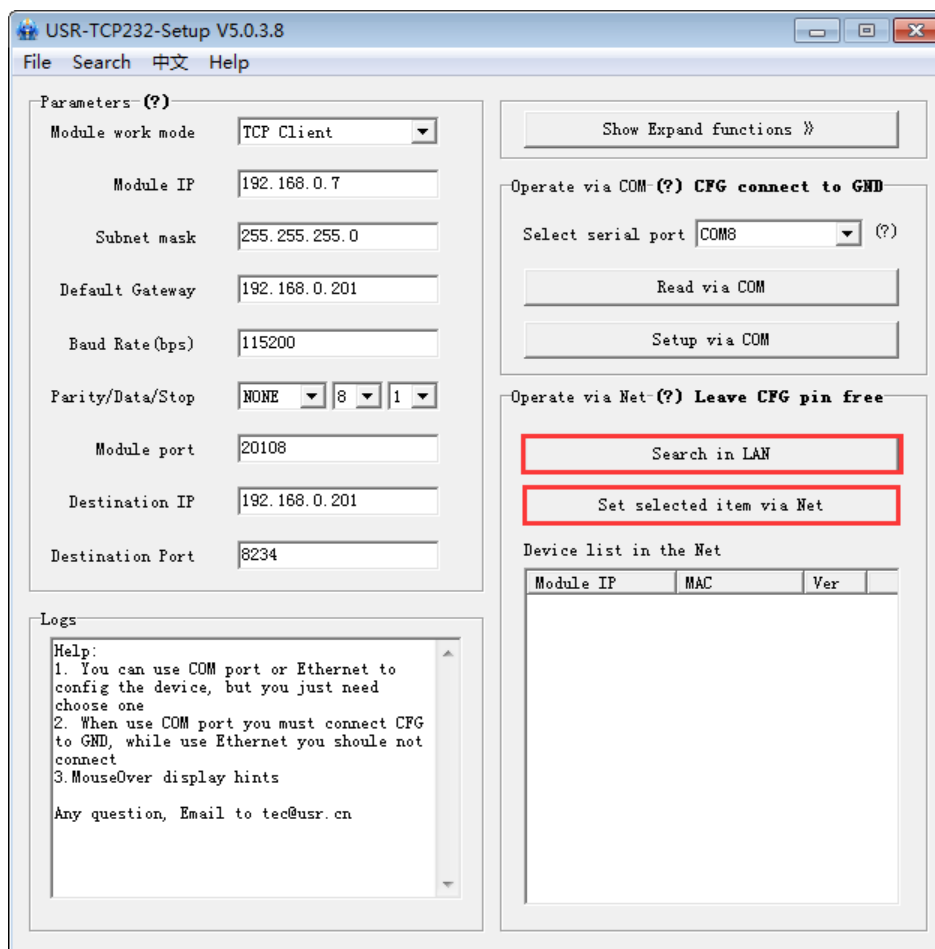 USR-TCP232-Setup V5.0.3.8
File Search 中文 Help
Parameters (?)
Module work mode TCP Client
Module IP 192.168.0.7
Subnet mask 255.255.255.0
Default Gateway 192.168.0.201
Baud Rate(bps) 115200
Parity/Data/Stop NONE 8 1
Module port 20108
Destination IP 192.168.0.201
Destination Port 8234
Logs
Help:
1. You can use COM port or Ethernet to
config the device, but you just need
choose one
2. When use COM port you must connect CFG
to GND, while use Ethernet you shoule not
connect
3.MouseOver display hints
Any question, Email to tec@usr.cn
Show Expand functions 》
Operate via COM-(?) CFG connect to GND
Select serial port COM8 (?)
Read via COM
Setup via COM
Operate via Net-(?) Leave CFG pin free
Search in LAN
Set selected item via Net
Device list in the Net
Module IP MAC Ver